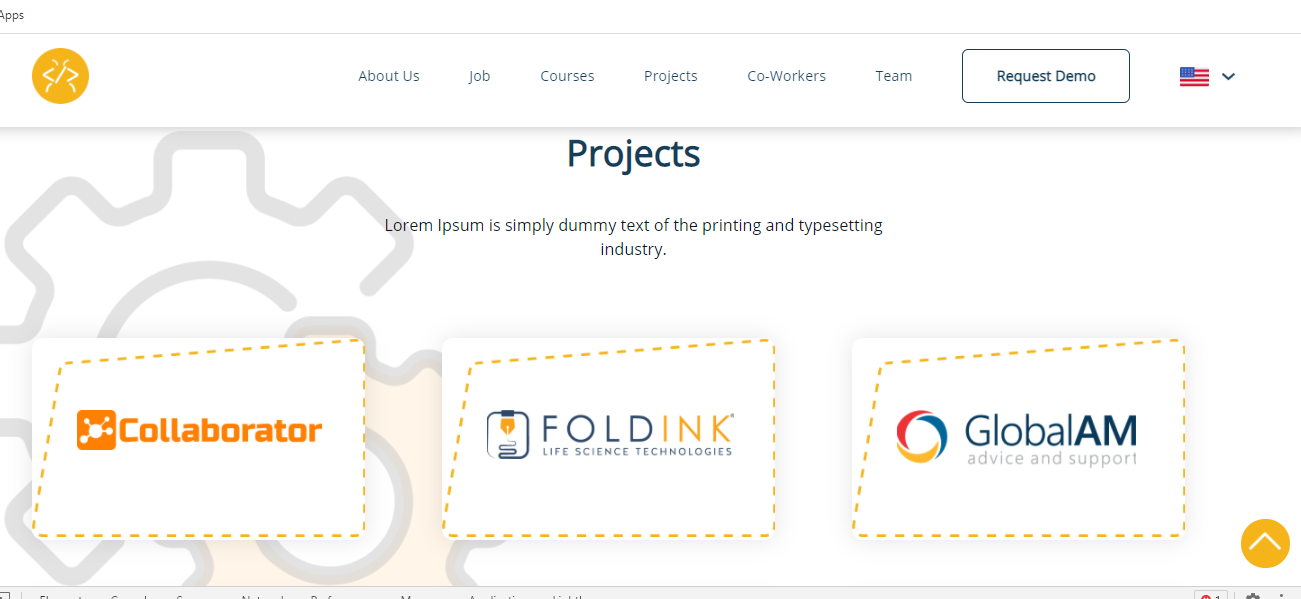 Apps
</>
About Us Job Courses Projects Co-Workers Team Request Demo
Projects
Lorem Ipsum is simply dummy text of the printing and typesetting
industry.
Collaborator
FOLDINK
LIFE SCIENCE TECHNOLOGIES
GlobalAM
advice and support